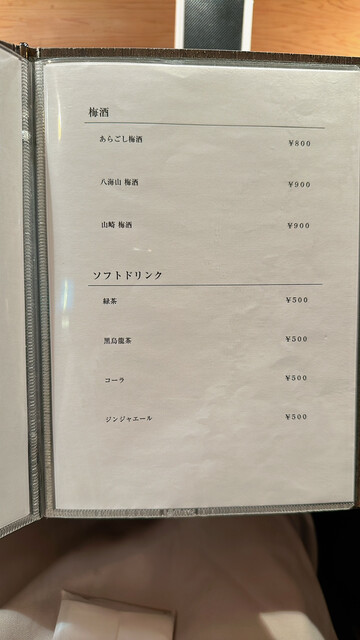 梅酒
あらごし梅酒 ¥800
八海山 梅酒 ¥900
山崎 梅酒 ¥900
ソフトドリンク
緑茶 ¥500
黒烏龍茶 ¥500
コーラ ¥500
ジンジャエール ¥500